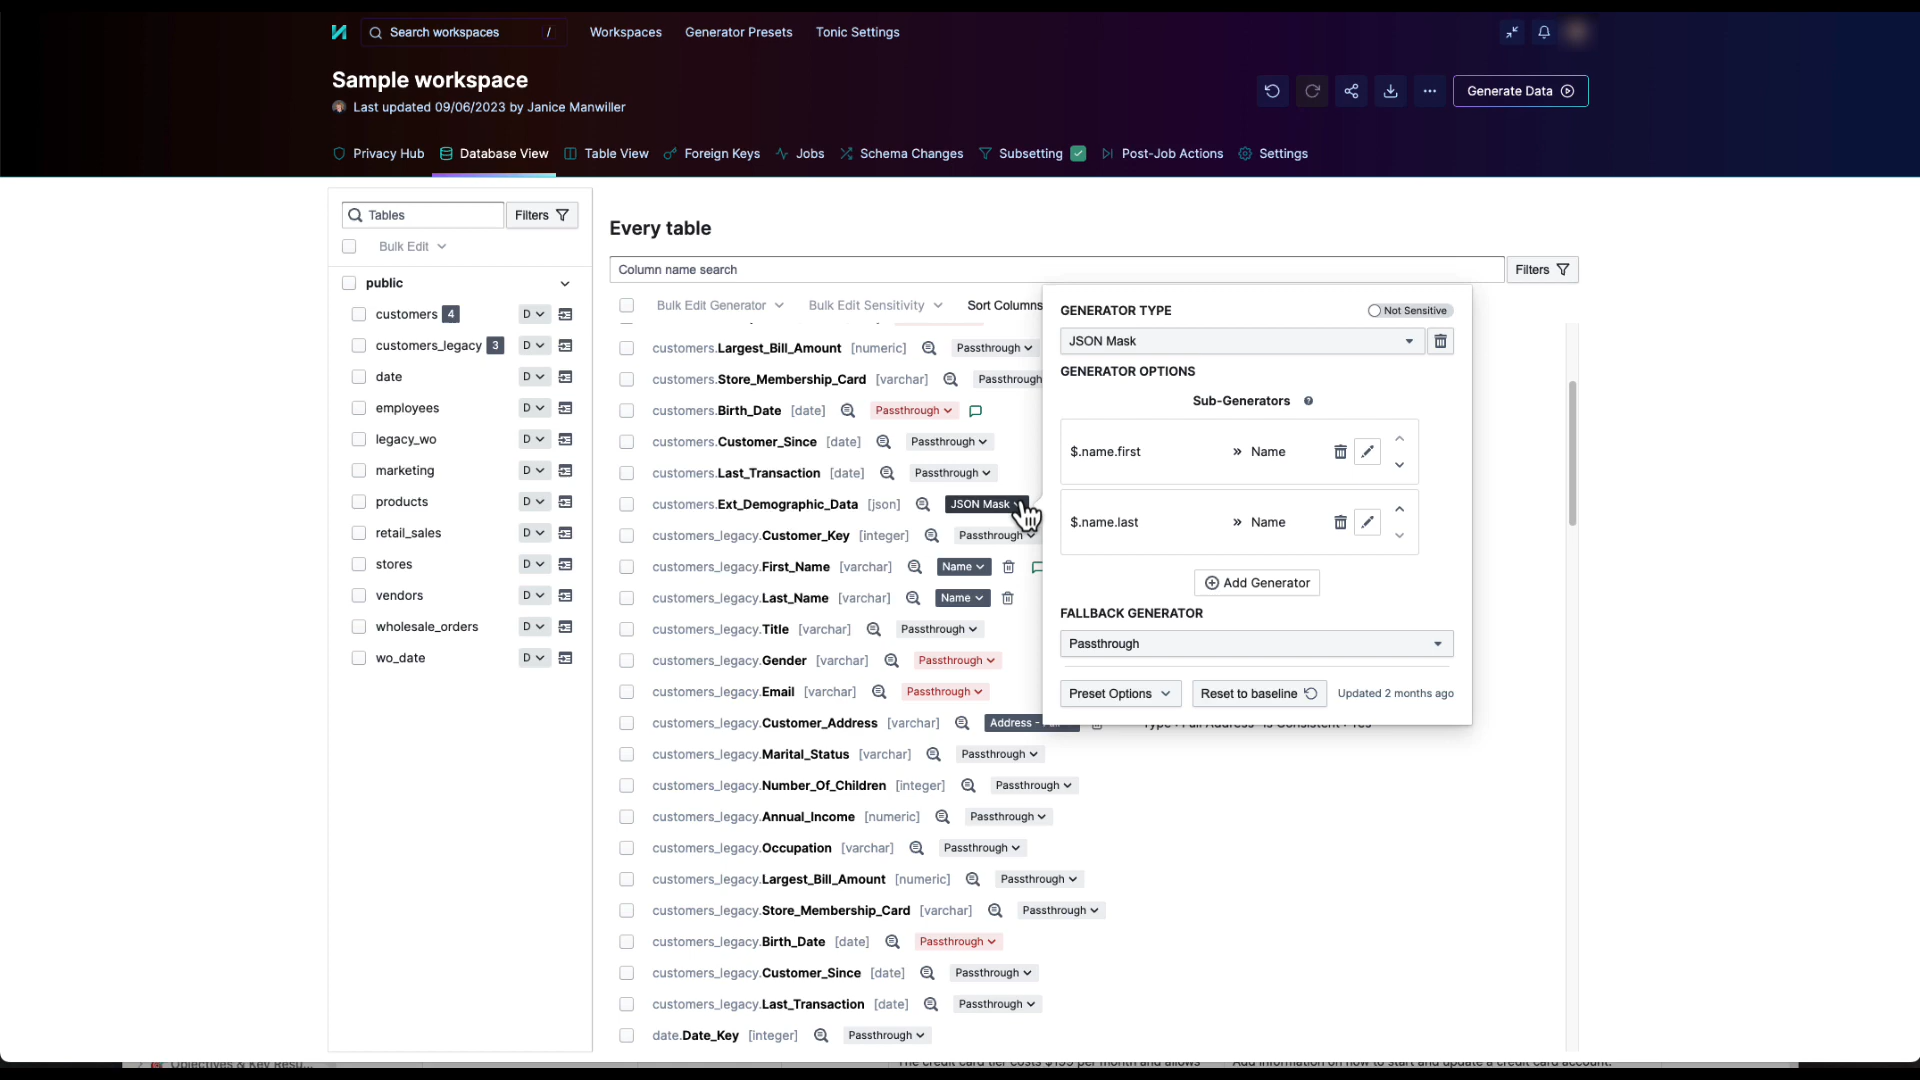 Search workspaces /
Workspaces
Generator Presets
Tonic Settings
Sample workspace
Last updated 09/06/2023 by Janice Manwiller
Generate Data
Privacy Hub
Database View
Table View
Foreign Keys
Jobs
Schema Changes
Subsetting
Post-Job Actions
Settings
Tables
Filters
Bulk Edit
public
customers 4 D
customers_legacy 3 D
date D
employees D
legacy_wo D
marketing D
products D
retail_sales D
stores D
vendors D
wholesale_orders D
wo_date D
Every table
Column name search
Filters
Bulk Edit Generator
Bulk Edit Sensitivity
Sort Columns
customers.Largest_Bill_Amount [numeric] Passthrough
customers.Store_Membership_Card [varchar] Passthrough
customers.Birth_Date [date] Passthrough
customers.Customer_Since [date] Passthrough
customers.Last_Transaction [date] Passthrough
customers.Ext_Demographic_Data [json] JSON Mask
customers_legacy.Customer_Key [integer] Passthrough
customers_legacy.First_Name [varchar] Name
customers_legacy.Last_Name [varchar] Name
customers_legacy.Title [varchar] Passthrough
customers_legacy.Gender [varchar] Passthrough
customers_legacy.Email [varchar] Passthrough
customers_legacy.Customer_Address [varchar] Address -
customers_legacy.Marital_Status [varchar] Passthrough
customers_legacy.Number_Of_Children [integer] Passthrough
customers_legacy.Annual_Income [numeric] Passthrough
customers_legacy.Occupation [varchar] Passthrough
customers_legacy.Largest_Bill_Amount [numeric] Passthrough
customers_legacy.Store_Membership_Card [varchar] Passthrough
customers_legacy.Birth_Date [date] Passthrough
customers_legacy.Customer_Since [date] Passthrough
customers_legacy.Last_Transaction [date] Passthrough
date.Date_Key [integer] Passthrough
GENERATOR TYPE
Not Sensitive
JSON Mask
GENERATOR OPTIONS
Sub-Generators ?
$.name.first » Name
$.name.last » Name
Add Generator
FALLBACK GENERATOR
Passthrough
Preset Options
Reset to baseline
Updated 2 months ago